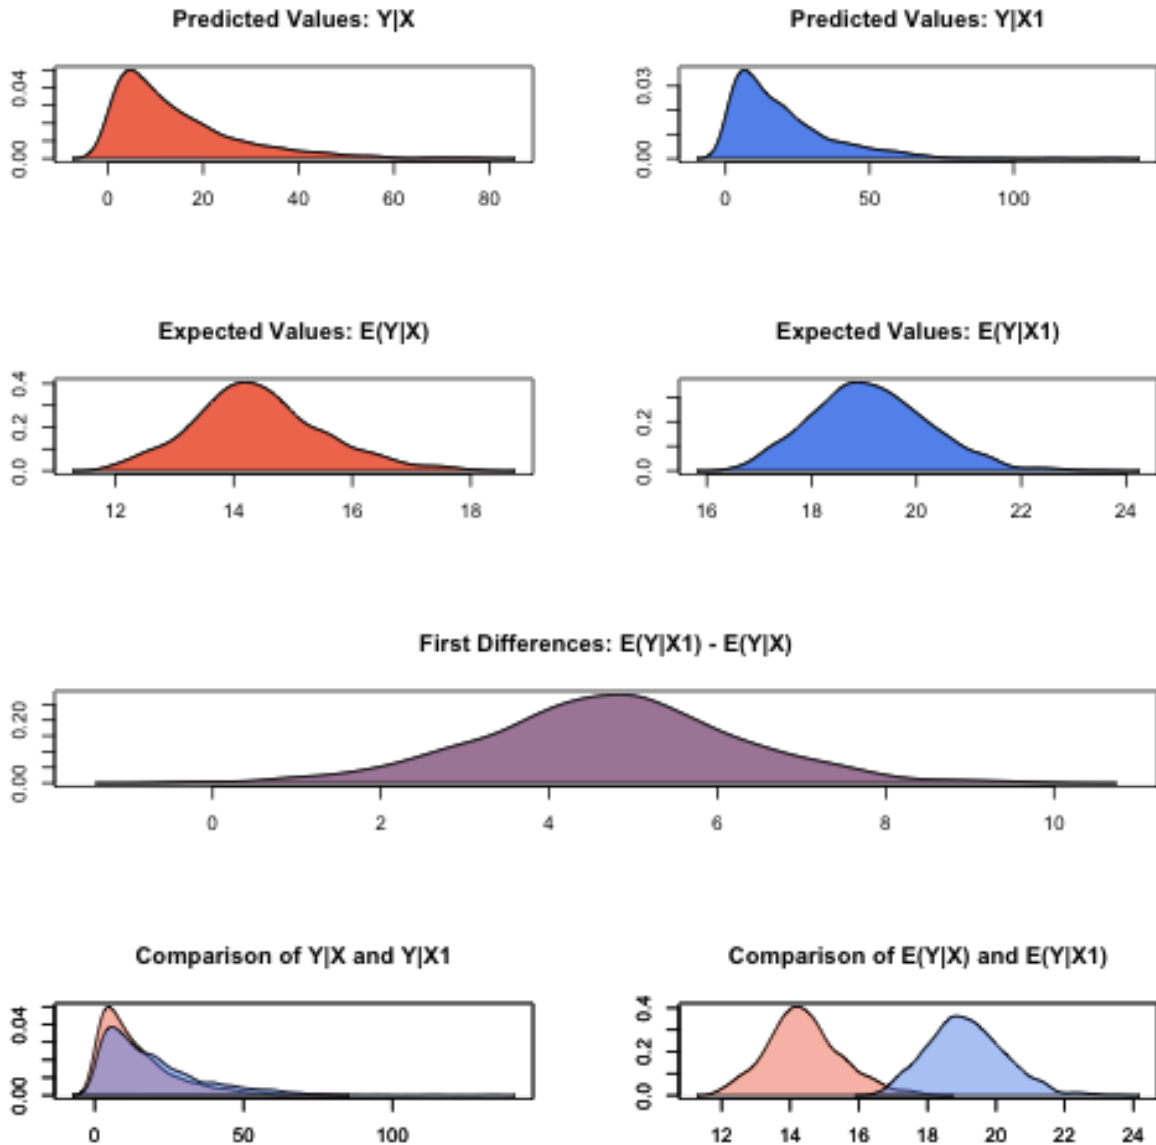 Predicted Values: Y|X
0.00 0.04
0 20 40 60 80
Predicted Values: Y|X1
0.00 0.03
0 50 100
Expected Values: E(Y|X)
0.0 0.2 0.4
12 14 16 18
Expected Values: E(Y|X1)
0.0 0.2
16 18 20 22 24
First Differences: E(Y|X1) - E(Y|X)
0.00 0.20
0 2 4 6 8 10
Comparison of Y|X and Y|X1
0.00 0.04
0 50 100
Comparison of E(Y|X) and E(Y|X1)
0.0 0.2 0.4
12 14 16 18 20 22 24